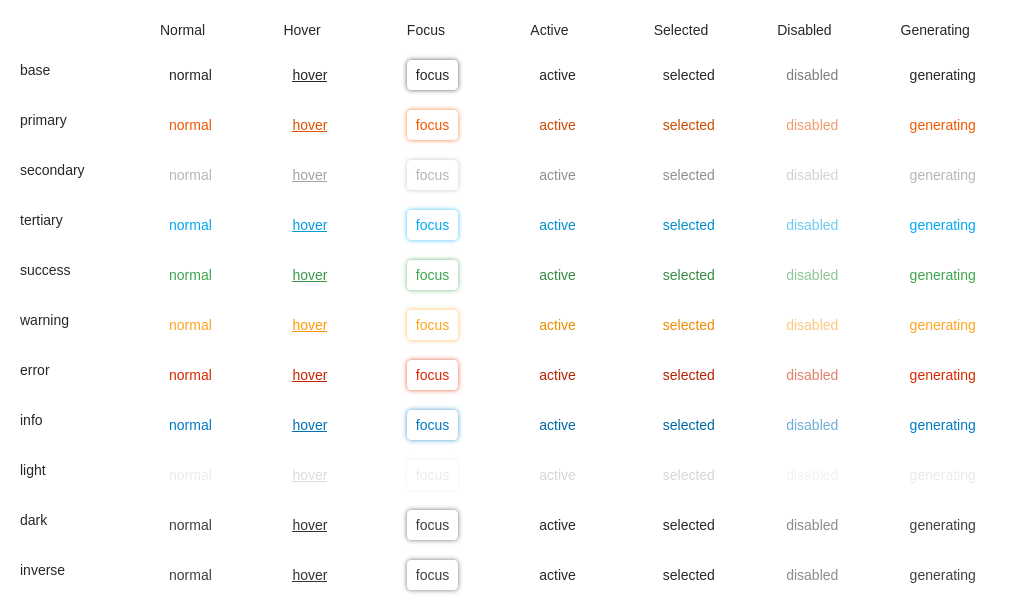 Normal Hover Focus Active Selected Disabled Generating
base normal hover focus active selected disabled generating
primary normal hover focus active selected disabled generating
secondary normal hover focus active selected disabled generating
tertiary normal hover focus active selected disabled generating
success normal hover focus active selected disabled generating
warning normal hover focus active selected disabled generating
error normal hover focus active selected disabled generating
info normal hover focus active selected disabled generating
light normal hover focus active selected disabled generating
dark normal hover focus active selected disabled generating
inverse normal hover focus active selected disabled generating